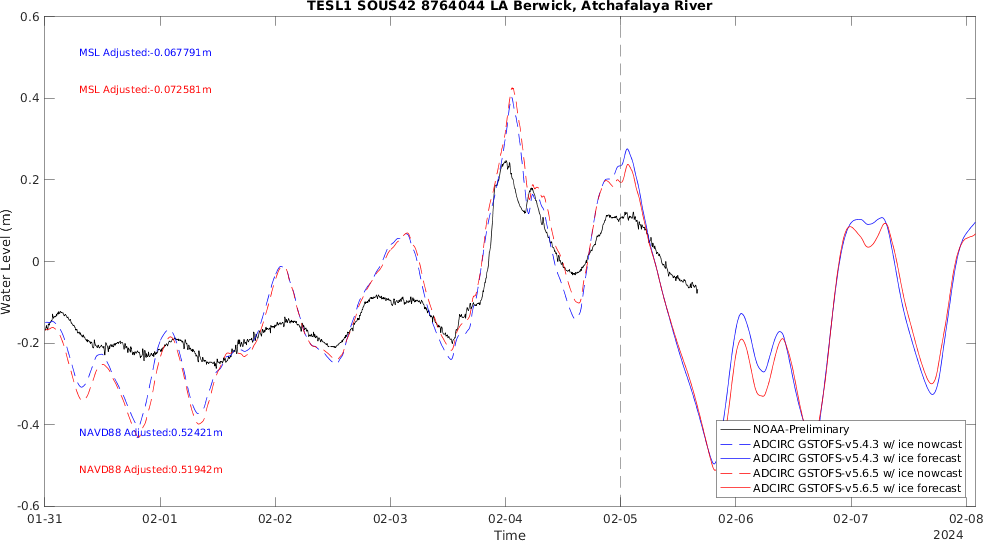 TESL1 SOUS42 8764044 LA Berwick, Atchafalaya River
MSL Adjusted:-0.067791m
MSL Adjusted:-0.072581m
NAVD88 Adjusted:0.52421m
NAVD88 Adjusted:0.51942m
Water Level (m)
0.6
0.4
0.2
0
-0.2
-0.4
-0.6
NOAA-Preliminary
ADCIRC GSTOFS-v5.4.3 w/ ice nowcast
ADCIRC GSTOFS-v5.4.3 w/ ice forecast
ADCIRC GSTOFS-v5.6.5 w/ ice nowcast
ADCIRC GSTOFS-v5.6.5 w/ ice forecast
01-31 02-01 02-02 02-03 02-04 02-05 02-06 02-07 02-08
Time
2024